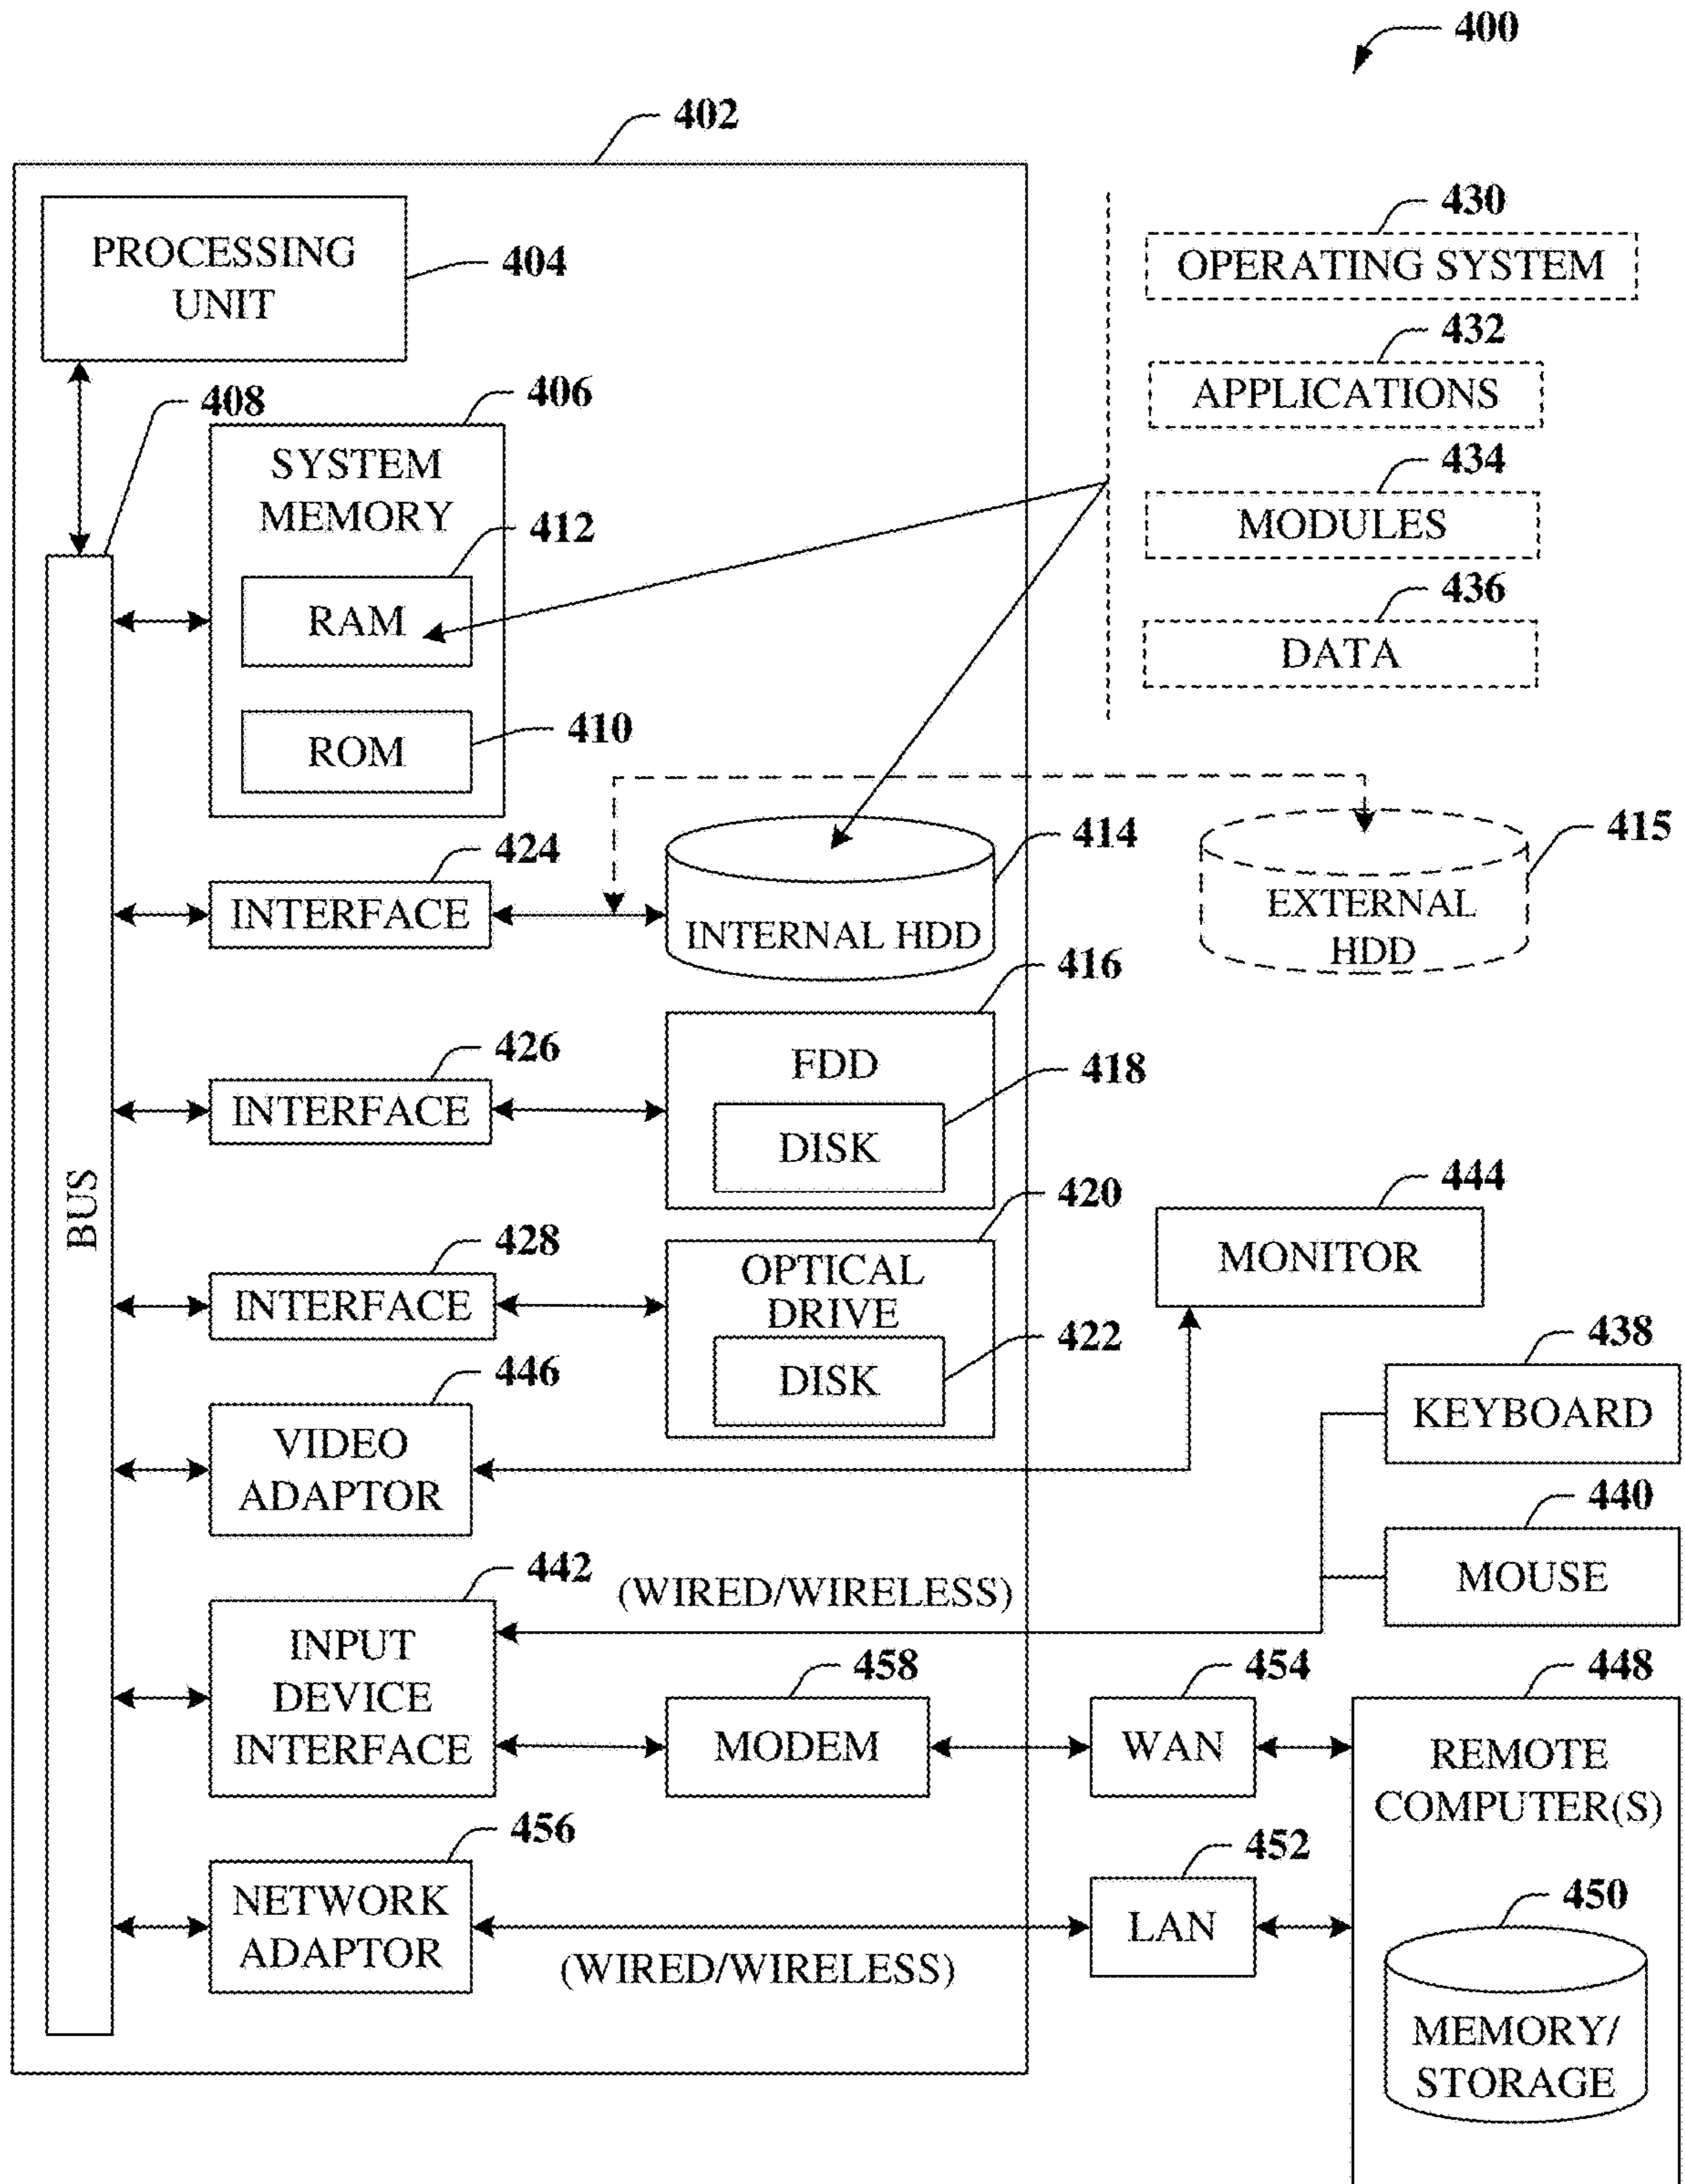 400
402
PROCESSING
UNIT
404
430
OPERATING SYSTEM
432
APPLICATIONS
434
MODULES
436
DATA
408
406
SYSTEM
MEMORY
412
RAM
410
ROM
424
INTERFACE
414
INTERNAL HDD
415
EXTERNAL
HDD
416
426
INTERFACE
FDD
418
DISK
BUS
420
428
INTERFACE
OPTICAL
DRIVE
422
DISK
444
MONITOR
438
KEYBOARD
446
VIDEO
ADAPTOR
440
MOUSE
442
(WIRED/WIRELESS)
INPUT
DEVICE
INTERFACE
458
MODEM
454
WAN
448
REMOTE
COMPUTER(S)
456
NETWORK
ADAPTOR
(WIRED/WIRELESS)
452
LAN
450
MEMORY/
STORAGE